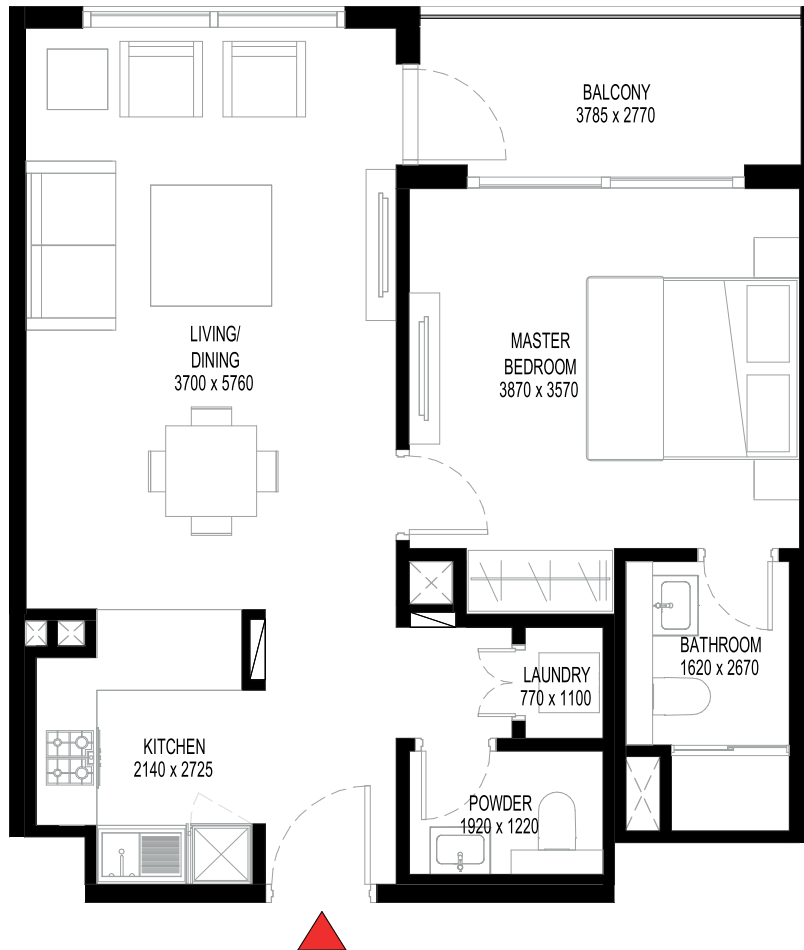 BALCONY
3785 x 2770
LIVING/
DINING
3700 x 5760
MASTER
BEDROOM
3870 x 3570
BATHROOM
1620 x 2670
LAUNDRY
770 x 1100
KITCHEN
2140 x 2725
POWDER
1920 x 1220